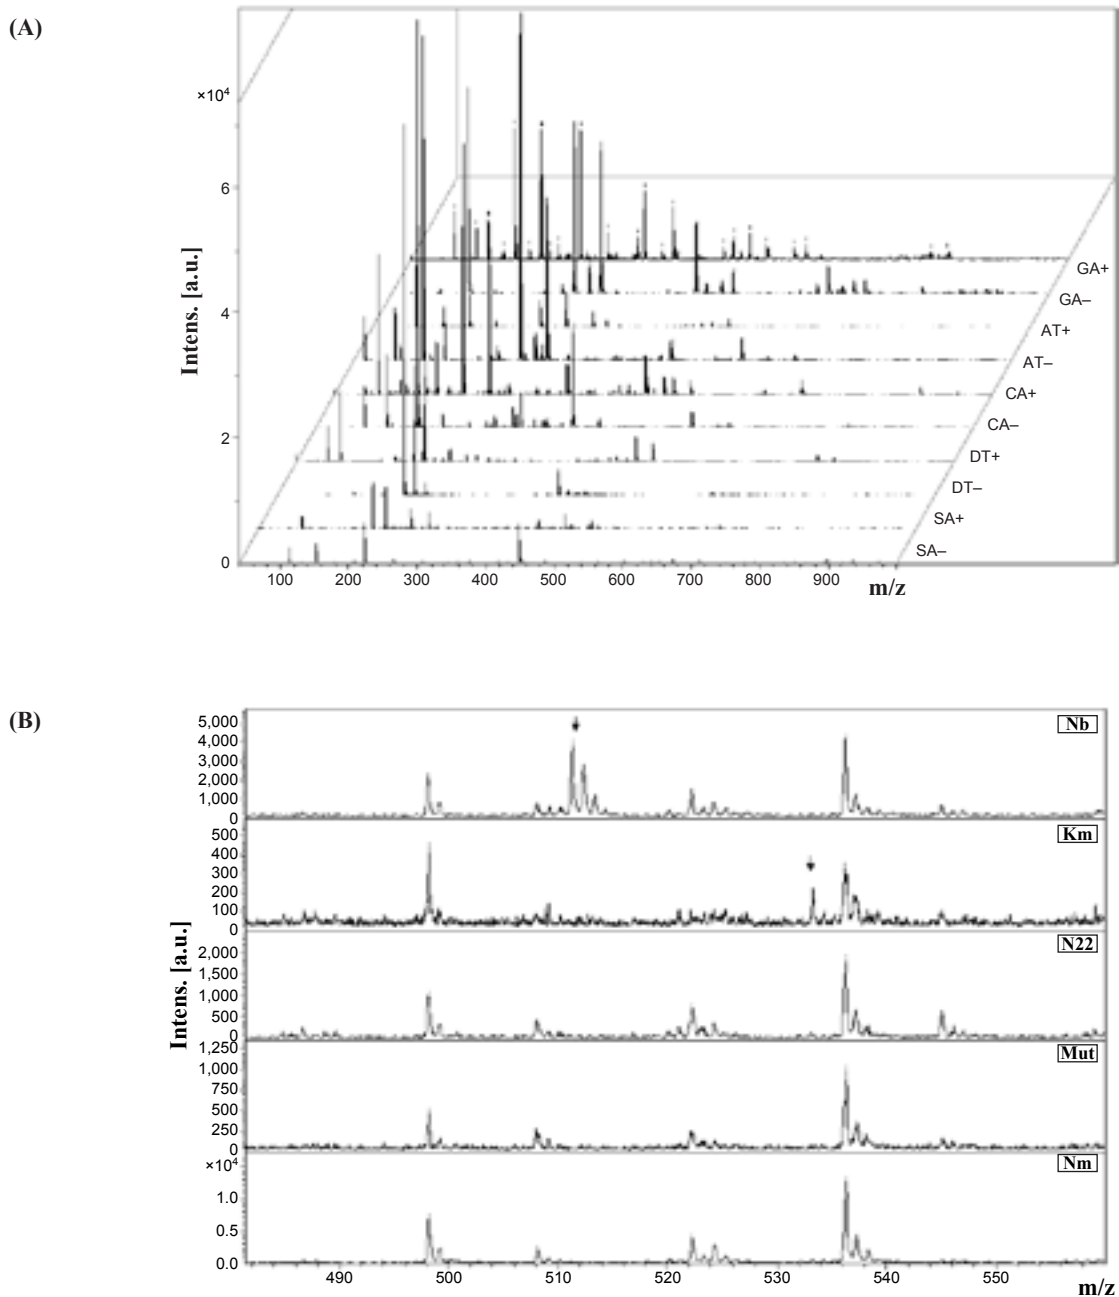 (A)
×10⁴
6
4
2
0
Intens. [a.u.]
GA+
GA–
AT+
AT–
CA+
CA–
DT+
DT–
SA+
SA–
100 200 300 400 500 600 700 800 900
m/z
(B)
Nb
5,000
4,000
3,000
2,000
1,000
0
Km
500
400
300
200
100
0
Intens. [a.u.]
N22
2,000
1,500
1,000
500
0
Mut
1,250
1,000
750
500
250
0
Nm
×10⁴
1.0
0.5
0.0
490 500 510 520 530 540 550
m/z